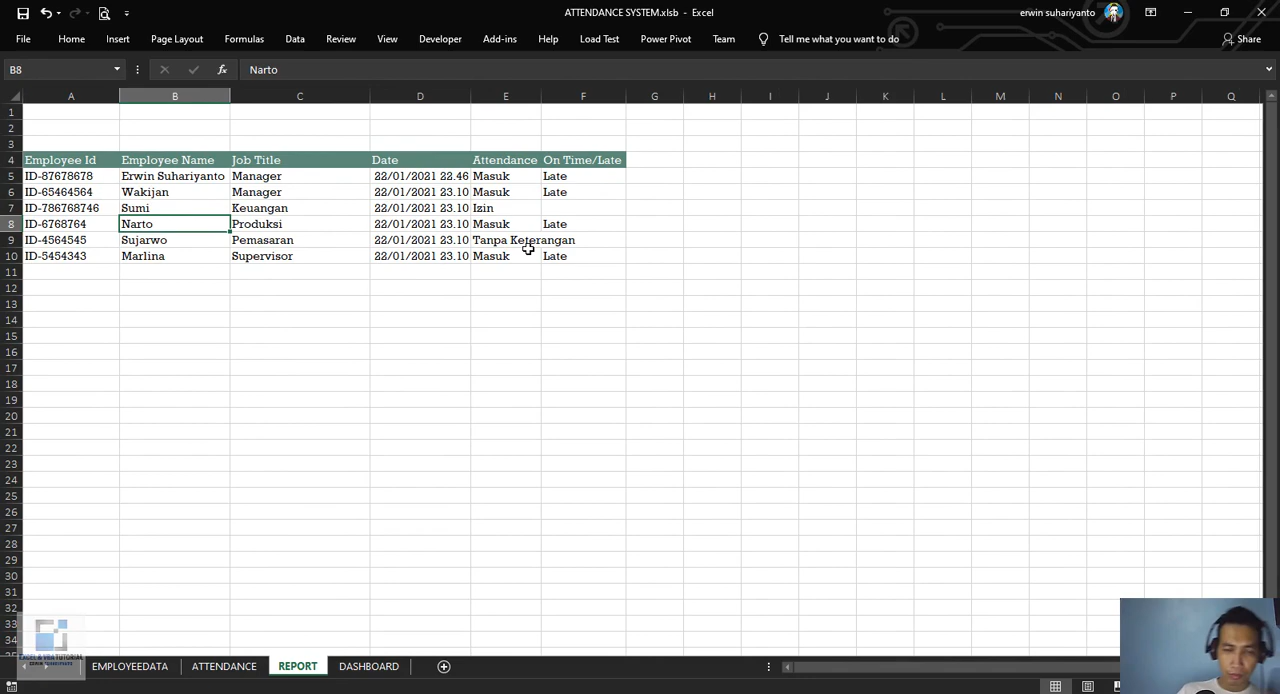 ATTENDANCE SYSTEM.xlsb - Excel
erwin suhariyanto
File Home Insert Page Layout Formulas Data Review View Developer Add-ins Help Load Test Power Pivot Team Tell me what you want to do Share
B8 fx Narto
A B C D E F G H I J K L M N O P Q
1
2
3
4 Employee Id Employee Name Job Title Date Attendance On Time/Late
5 ID-87678678 Erwin Suhariyanto Manager 22/01/2021 22.46 Masuk Late
6 ID-65464564 Wakijan Manager 22/01/2021 23.10 Masuk Late
7 ID-786768746 Sumi Keuangan 22/01/2021 23.10 Izin
8 ID-6768764 Narto Produksi 22/01/2021 23.10 Masuk Late
9 ID-4564545 Sujarwo Pemasaran 22/01/2021 23.10 Tanpa Keterangan
10 ID-5454343 Marlina Supervisor 22/01/2021 23.10 Masuk Late
11
12
13
14
15
16
17
18
19
20
21
22
23
24
25
26
27
28
29
30
31
32
33
34
EXCEL & VBA TUTORIAL
EMPLOYEEDATA ATTENDANCE REPORT DASHBOARD